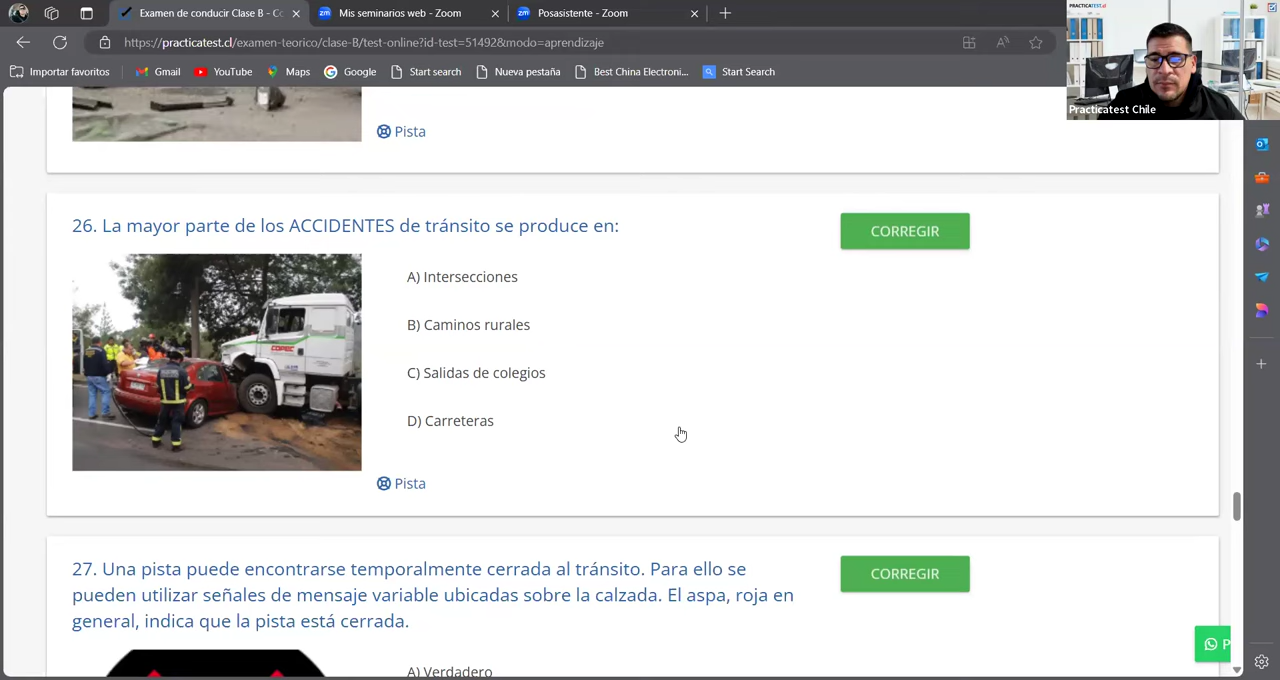 Examen de conducir Clase B - Co
Mis seminarios web - Zoom
Posasistente - Zoom
https://practicatest.cl/examen-teorico/clase-B/test-online?id-test=51492&modo=aprendizaje
Importar favoritos
Gmail
YouTube
Maps
Google
Start search
Nueva pestaña
Best China Electroni...
Start Search
PRACTICATEST.cl
Practicatest Chile
Pista
26. La mayor parte de los ACCIDENTES de tránsito se produce en:
CORREGIR
A) Intersecciones
B) Caminos rurales
C) Salidas de colegios
D) Carreteras
COPEC
Pista
27. Una pista puede encontrarse temporalmente cerrada al tránsito. Para ello se
pueden utilizar señales de mensaje variable ubicadas sobre la calzada. El aspa, roja en
general, indica que la pista está cerrada.
CORREGIR
A) Verdadero
P